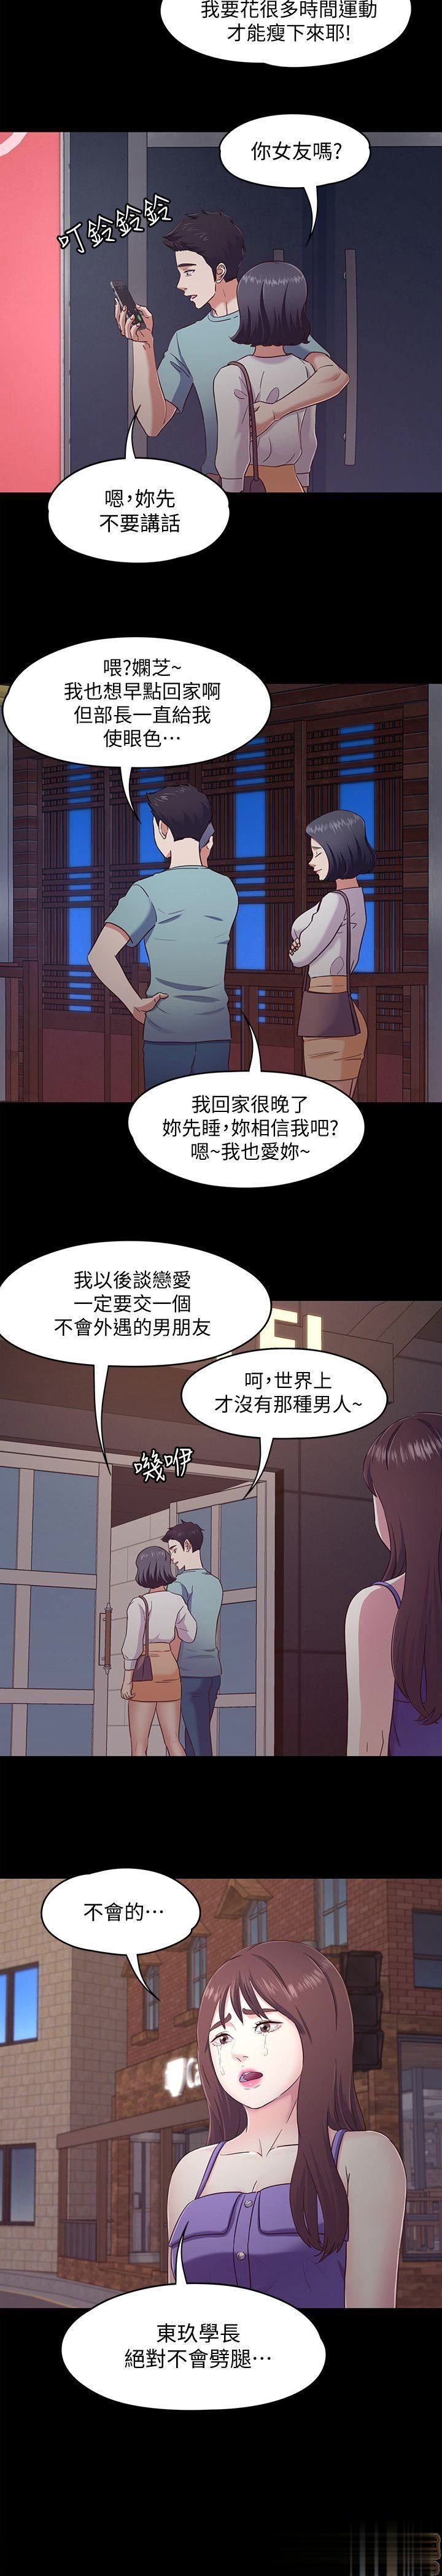 我要花很多時間運動
才能瘦下來耶!
你女友嗎?
叮鈴鈴鈴
嗯,妳先
不要講話
喂?嫻芝~
我也想早點回家啊
但部長一直給我
使眼色…
我回家很晚了
妳先睡,妳相信我吧?
嗯~我也愛妳~
我以後談戀愛
一定要交一個
不會外遇的男朋友
呵,世界上
才沒有那種男人~
嘰咿
不會的…
東玖學長
絕對不會劈腿…